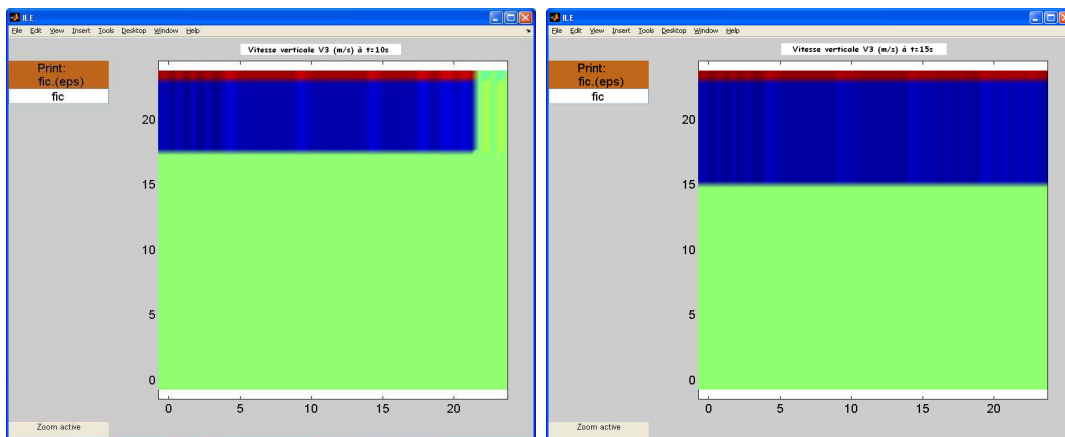 ILE
File Edit View Insert Tools Desktop Window Help
Vitesse verticale V3 (m/s) à t=10s
Print:
fic.(eps)
fic
20
15
10
5
0
0 5 10 15 20
Zoom active
ILE
File Edit View Insert Tools Desktop Window Help
Vitesse verticale V3 (m/s) à t=15s
Print:
fic.(eps)
fic
20
15
10
5
0
0 5 10 15 20
Zoom active